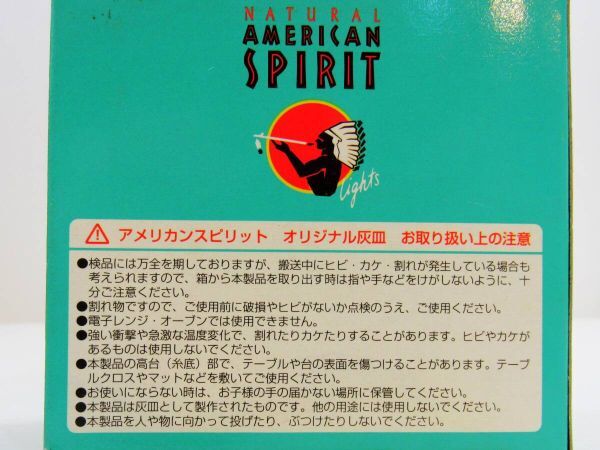 NATURAL
AMERICAN
SPIRIT
Lights
アメリカンスピリット オリジナル灰皿 お取り扱い上の注意
●検品には万全を期しておりますが、搬送中にヒビ・カケ・割れが発生している場合も
考えられますので、箱から本製品を取り出す時は指や手などをけがしないように、十
分ご注意ください。
●割れ物ですので、ご使用前に破損やヒビがないか点検のうえ、ご使用ください。
●電子レンジ・オーブンでは使用できません。
●強い衝撃や急激な温度変化で、割れたりカケたりすることがあります。ヒビやカケが
あるものは使用しないでください。
●本製品の高台（糸底）部で、テーブルや台の表面を傷つけることがあります。テーブ
ルクロスやマットなどを敷いてご使用ください。
●お使いにならない時は、お子様の手の届かない場所に保管してください。
●本製品は灰皿として製作されたものです。他の用途には使用しないでください。
●本製品を人や物に向かって投げたり、ぶつけたりしないでください。